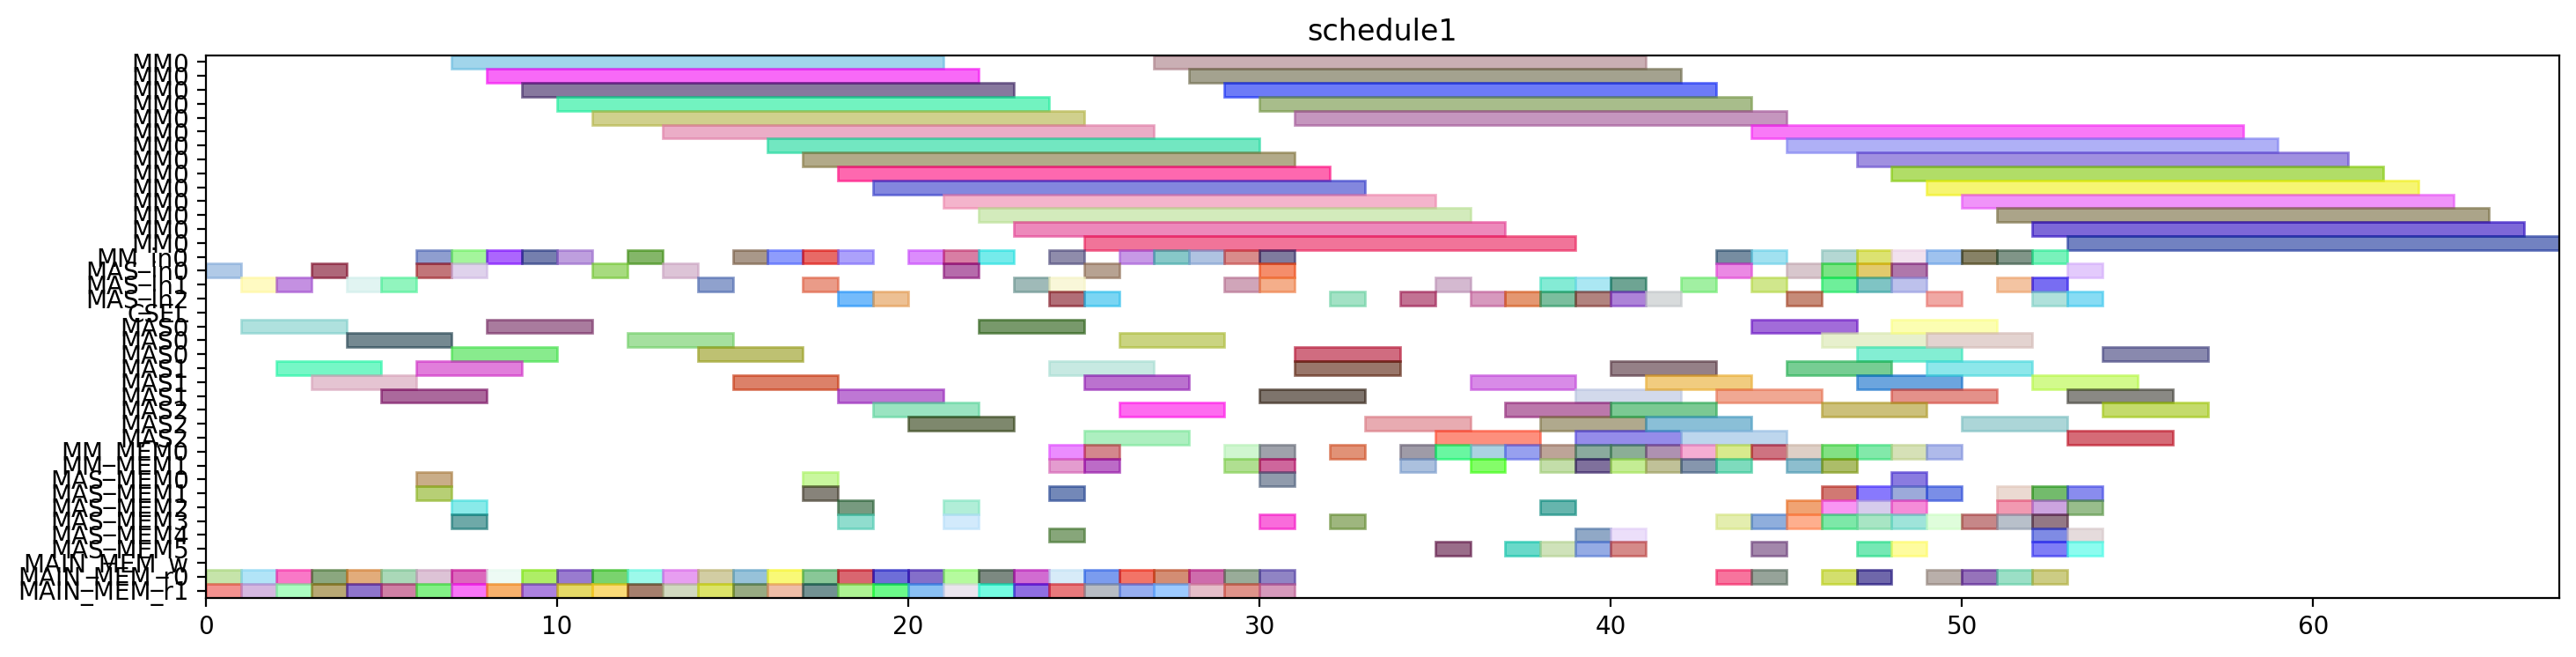 schedule1
MM0
MM0
MM0
MM0
MM0
MM0
MM0
MM0
MM0
MM0
MM0
MM0
MM0
MM0
MM_in0
MAS_in0
MAS_in1
MAS_in2
CSEL
MAS0
MAS0
MAS0
MAS1
MAS1
MAS1
MAS2
MAS2
MAS2
MM_MEM0
MM_MEM1
MAS_MEM0
MAS_MEM1
MAS_MEM2
MAS_MEM3
MAS_MEM4
MAS_MEM5
MAIN_MEM_w
MAIN_MEM_r0
MAIN_MEM_r1
0 10 20 30 40 50 60